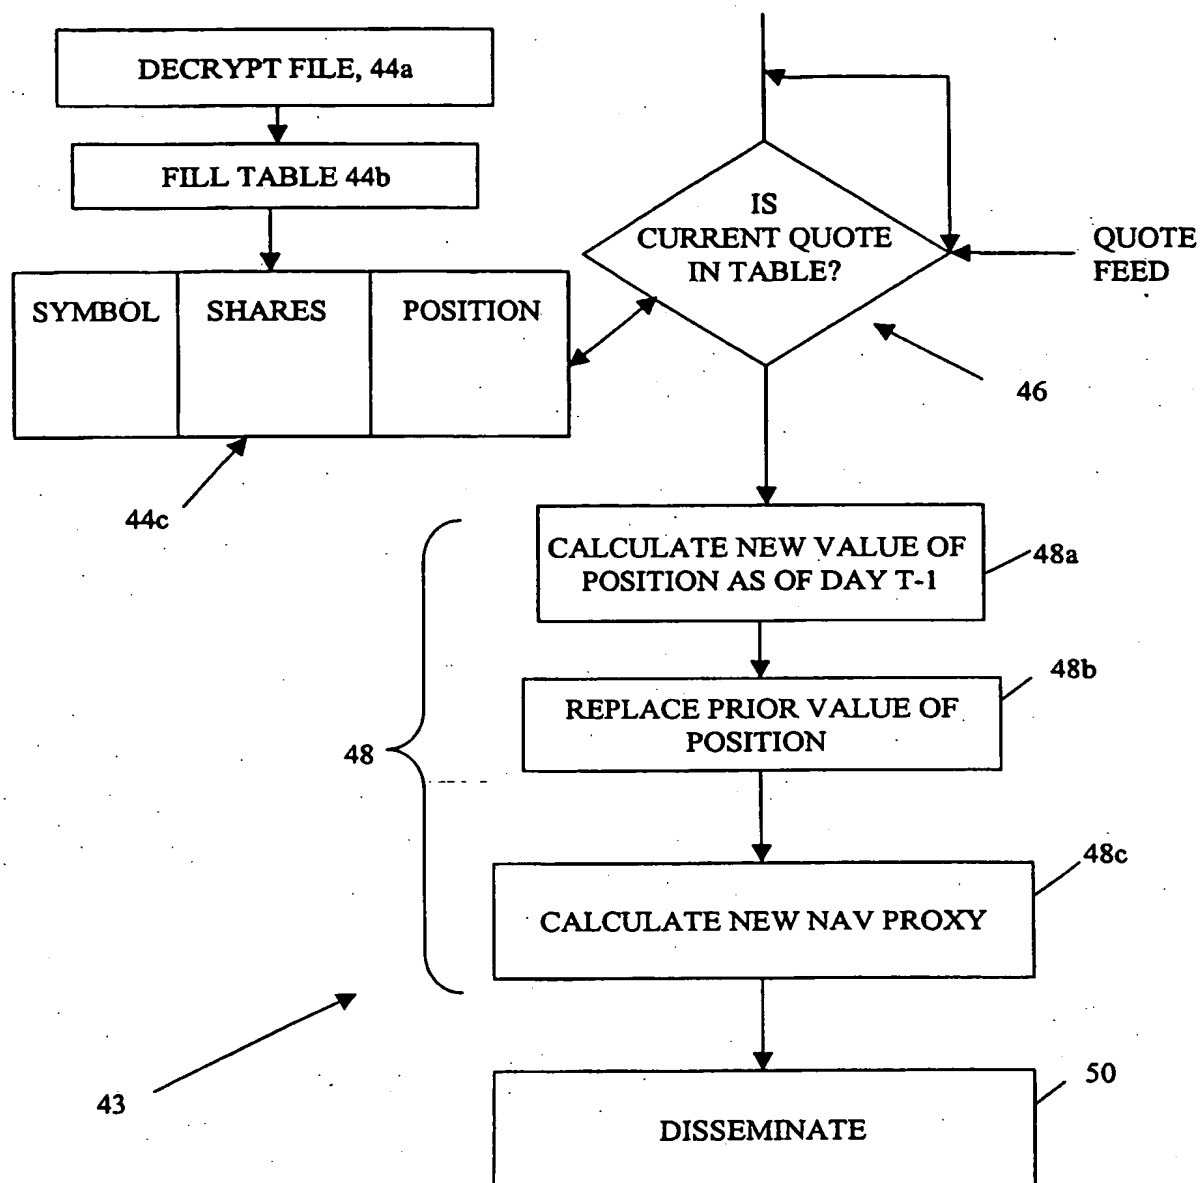 DECRYPT FILE, 44a
FILL TABLE 44b
SYMBOL SHARES POSITION
44c
IS
CURRENT QUOTE
IN TABLE?
QUOTE
FEED
46
CALCULATE NEW VALUE OF
POSITION AS OF DAY T-1
48a
REPLACE PRIOR VALUE OF
POSITION
48b
48
CALCULATE NEW NAV PROXY
48c
43
DISSEMINATE
50